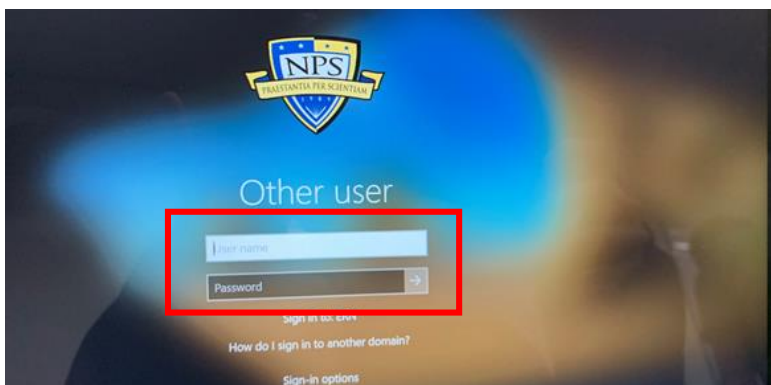 NPS
PRAESTANTIA PER SCIENTIAM
Other user
User name
Password
Sign in to: ERN
How do I sign in to another domain?
Sign-in options